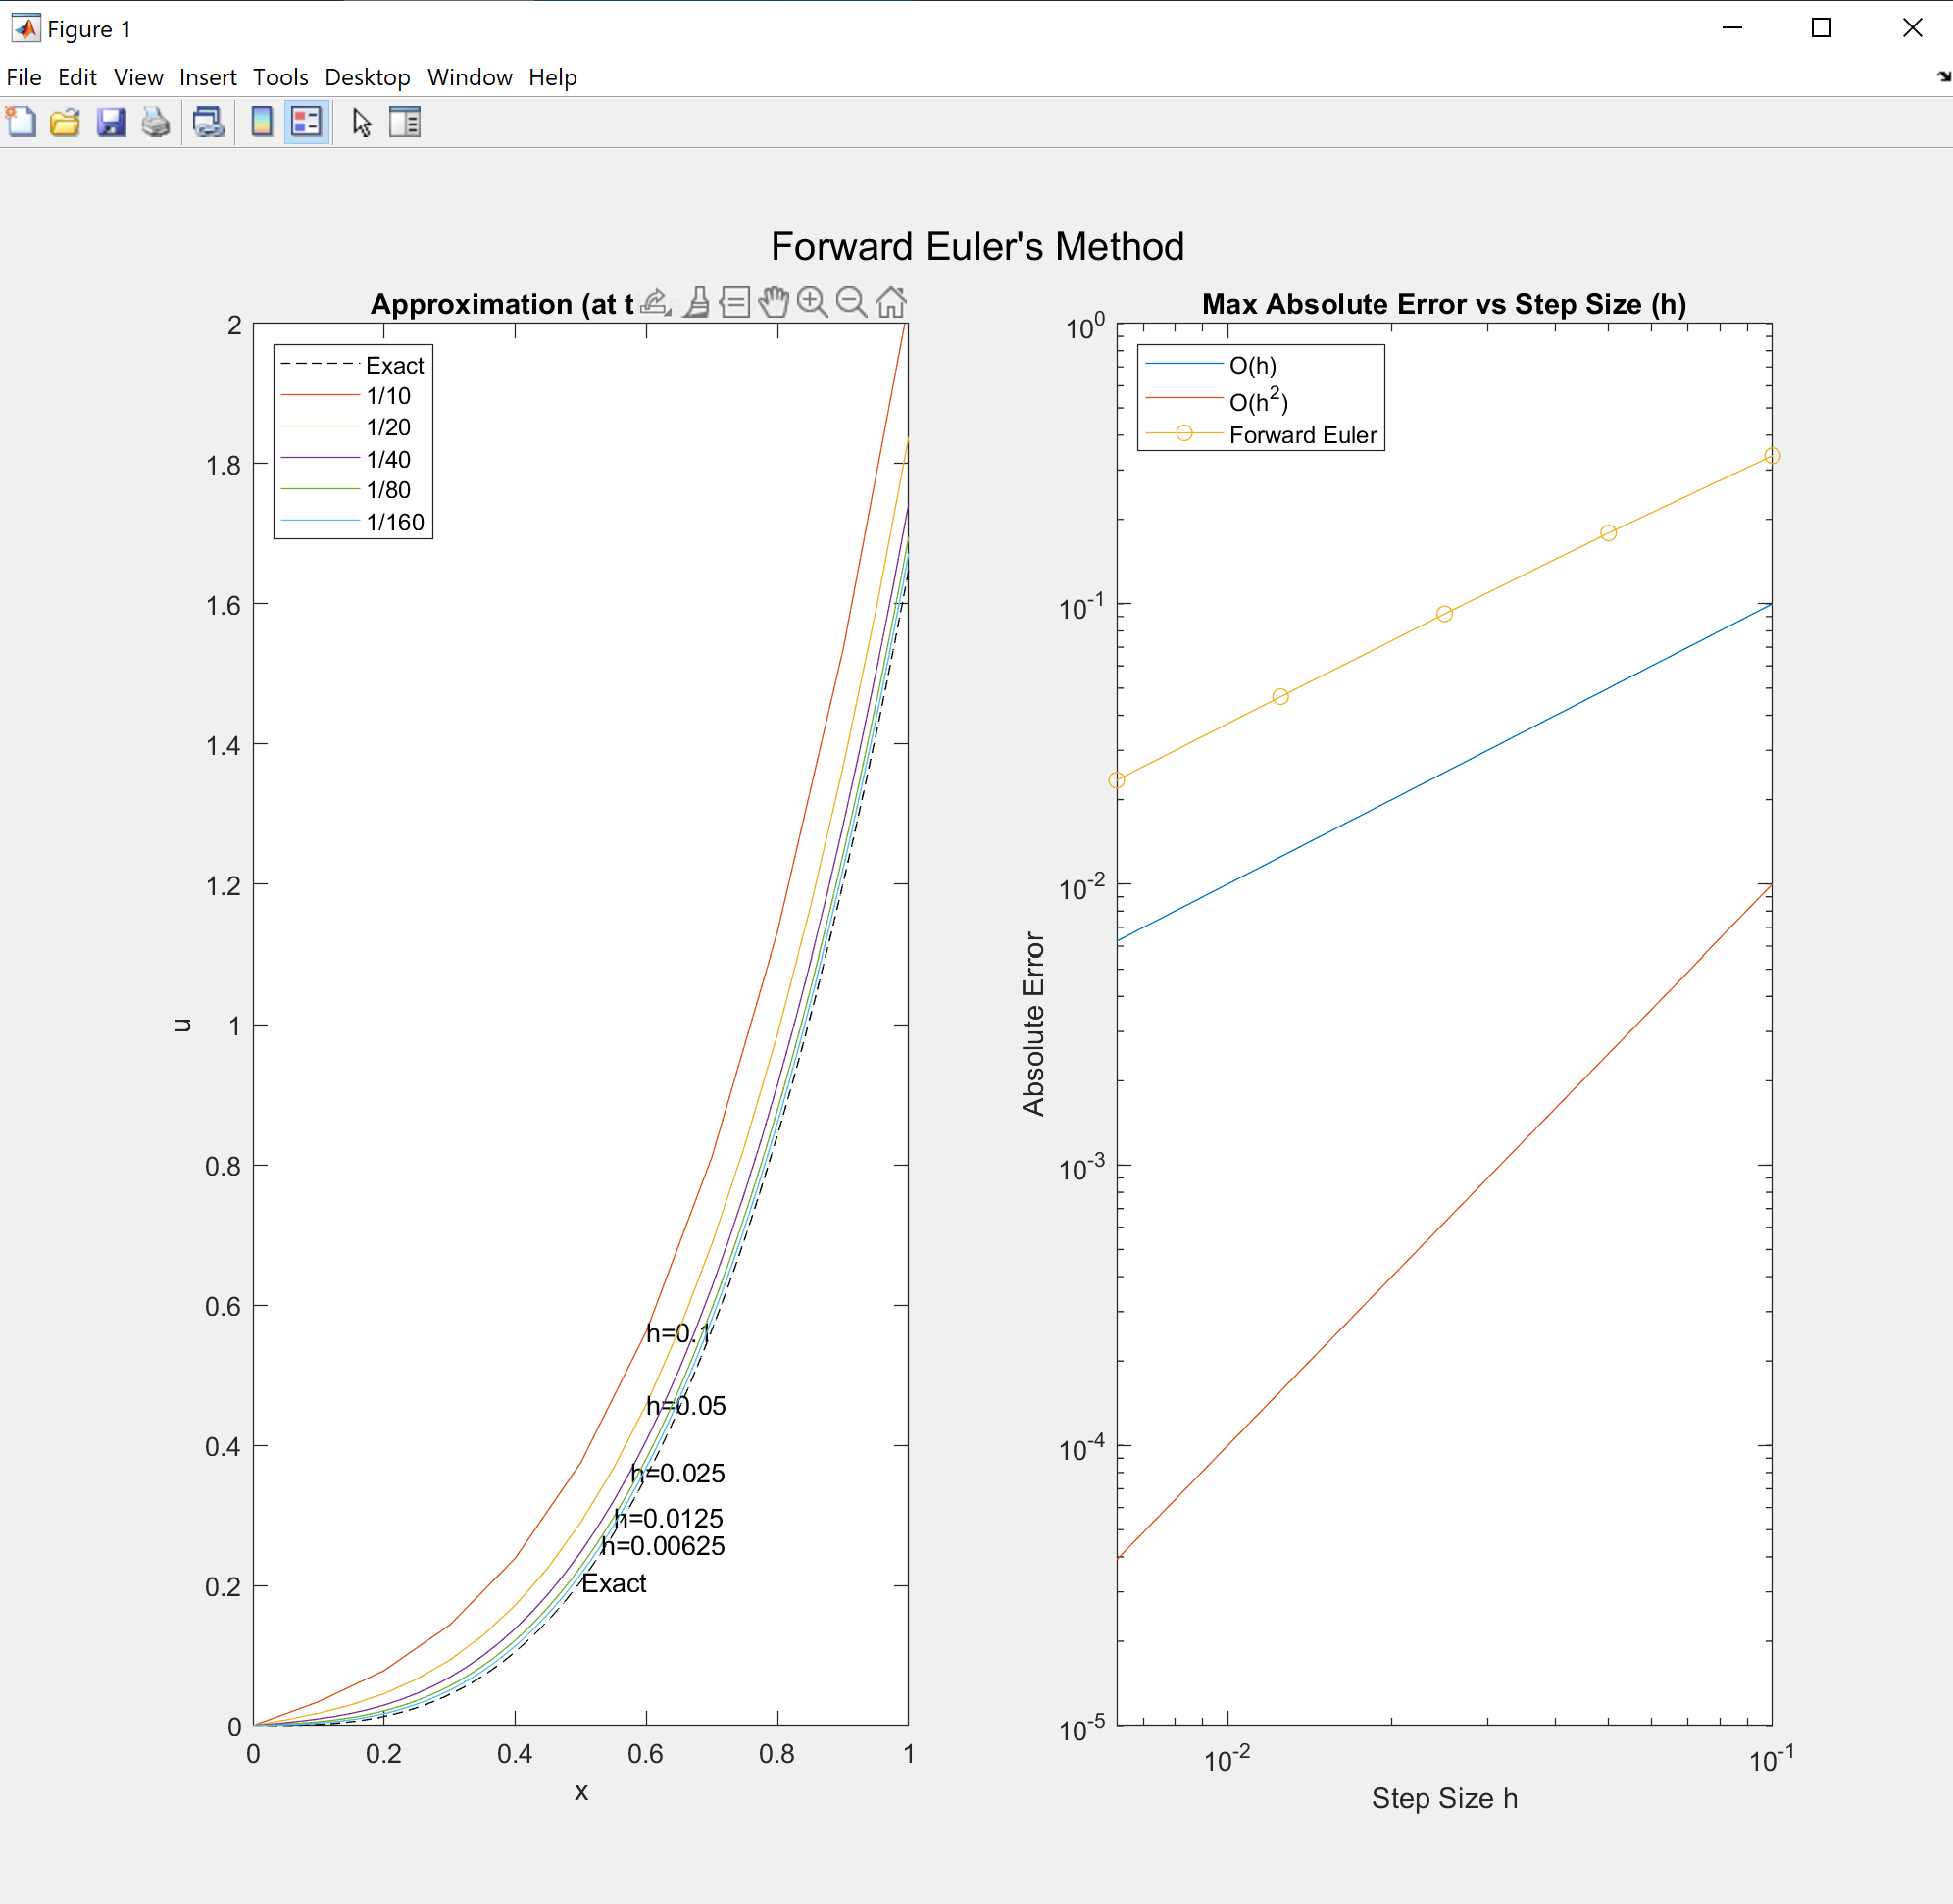 Figure 1
File Edit View Insert Tools Desktop Window Help
Forward Euler's Method
Approximation (at t
2
1.8
1.6
1.4
1.2
1
0.8
0.6
0.4
0.2
0
u
Exact
1/10
1/20
1/40
1/80
1/160
h=0.1
h=0.05
h=0.025
h=0.0125
h=0.00625
Exact
0 0.2 0.4 0.6 0.8 1
x
Max Absolute Error vs Step Size (h)
10^0
10^-1
10^-2
10^-3
10^-4
10^-5
Absolute Error
O(h)
O(h^2)
Forward Euler
10^-2 10^-1
Step Size h